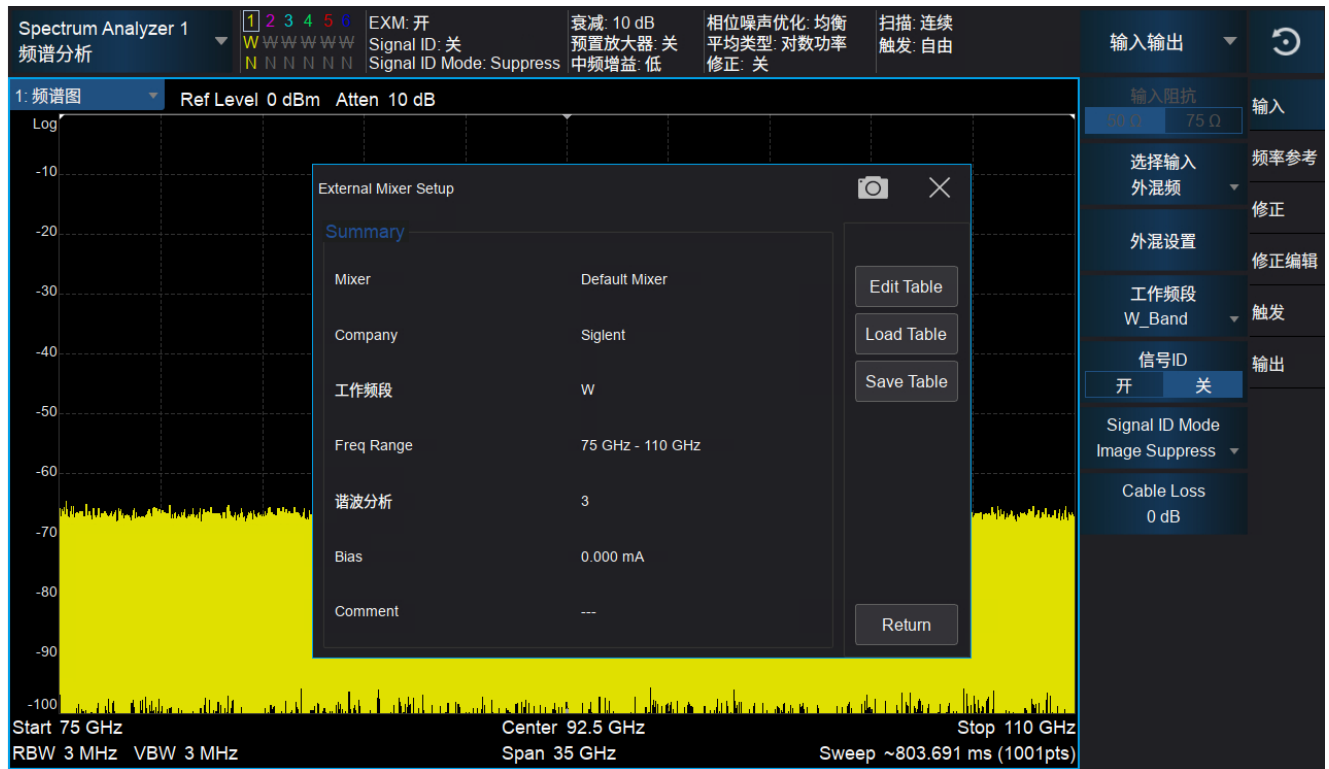 Spectrum Analyzer 1
频谱分析
1 2 3 4 5 6
W W W W W W
N N N N N N
EXM: 开
Signal ID: 关
Signal ID Mode: Suppress
衰减: 10 dB
预置放大器: 关
中频增益: 低
相位噪声优化: 均衡
平均类型: 对数功率
修正: 关
扫描: 连续
触发: 自由
输入输出
1: 频谱图
Ref Level 0 dBm Atten 10 dB
Log
-10
-20
-30
-40
-50
-60
-70
-80
-90
-100
External Mixer Setup
Summary
Mixer Default Mixer
Company Siglent
工作频段 W
Freq Range 75 GHz - 110 GHz
谐波分析 3
Bias 0.000 mA
Comment ---
Edit Table
Load Table
Save Table
Return
Start 75 GHz Center 92.5 GHz Stop 110 GHz
RBW 3 MHz VBW 3 MHz Span 35 GHz Sweep ~803.691 ms (1001pts)
输入阻抗
50 Ω 75 Ω
选择输入
外混频
外混设置
工作频段
W_Band
信号ID
开 关
Signal ID Mode
Image Suppress
Cable Loss
0 dB
输入
频率参考
修正
修正编辑
触发
输出